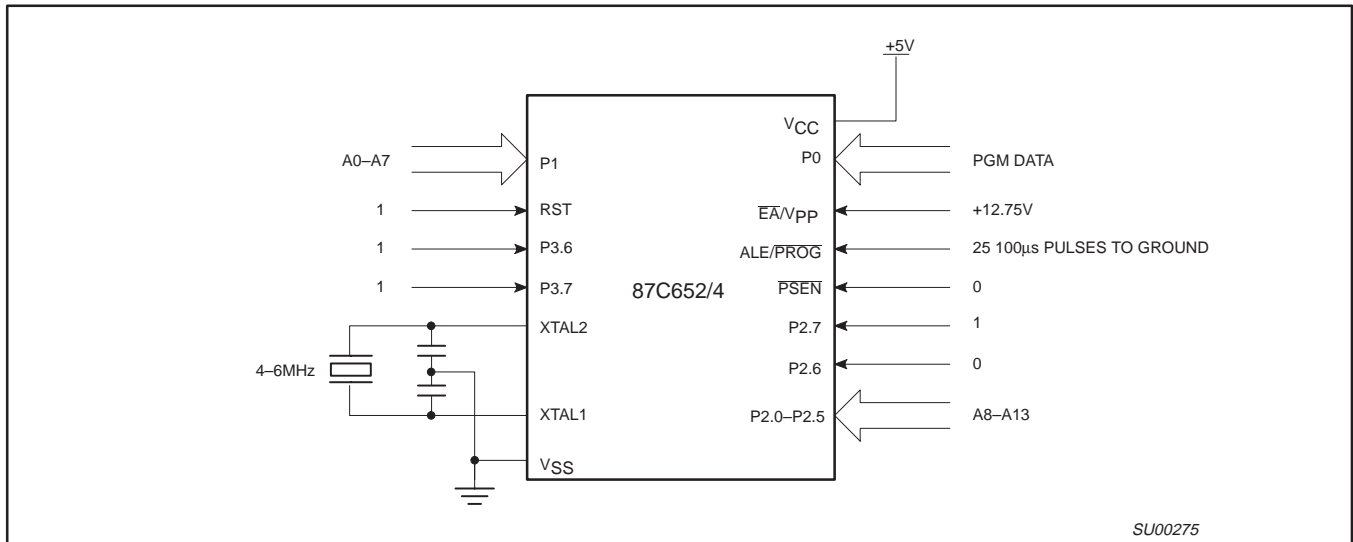 +5V
VCC
A0–A7
P1
P0
PGM DATA
1
RST
EA/VPP
+12.75V
1
P3.6
ALE/PROG
25 100μs PULSES TO GROUND
1
P3.7
87C652/4
PSEN
0
XTAL2
P2.7
1
4–6MHz
P2.6
0
XTAL1
P2.0–P2.5
A8–A13
VSS
SU00275